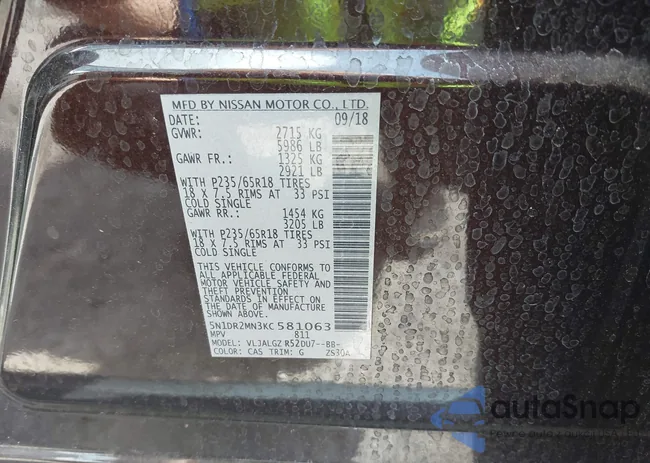 MFD BY NISSAN MOTOR CO., LTD.
DATE: 09/18
GVWR: 2715 KG
5986 LB
GAWR FR.: 1325 KG
2921 LB
WITH P235/65R18 TIRES
18 X 7.5 RIMS AT 33 PSI
COLD SINGLE
GAWR RR.: 1454 KG
3205 LB
WITH P235/65R18 TIRES
18 X 7.5 RIMS AT 33 PSI
COLD SINGLE
THIS VEHICLE CONFORMS TO
ALL APPLICABLE FEDERAL
MOTOR VEHICLE SAFETY AND
THEFT PREVENTION
STANDARDS IN EFFECT ON
THE DATE OF MANUFACTURE
SHOWN ABOVE.
5N1DR2MN3KC581063
MPV 811
MODEL: VLJALGZ R52DU7--BB-
COLOR: CAS TRIM: G ZS30A
autoSnap